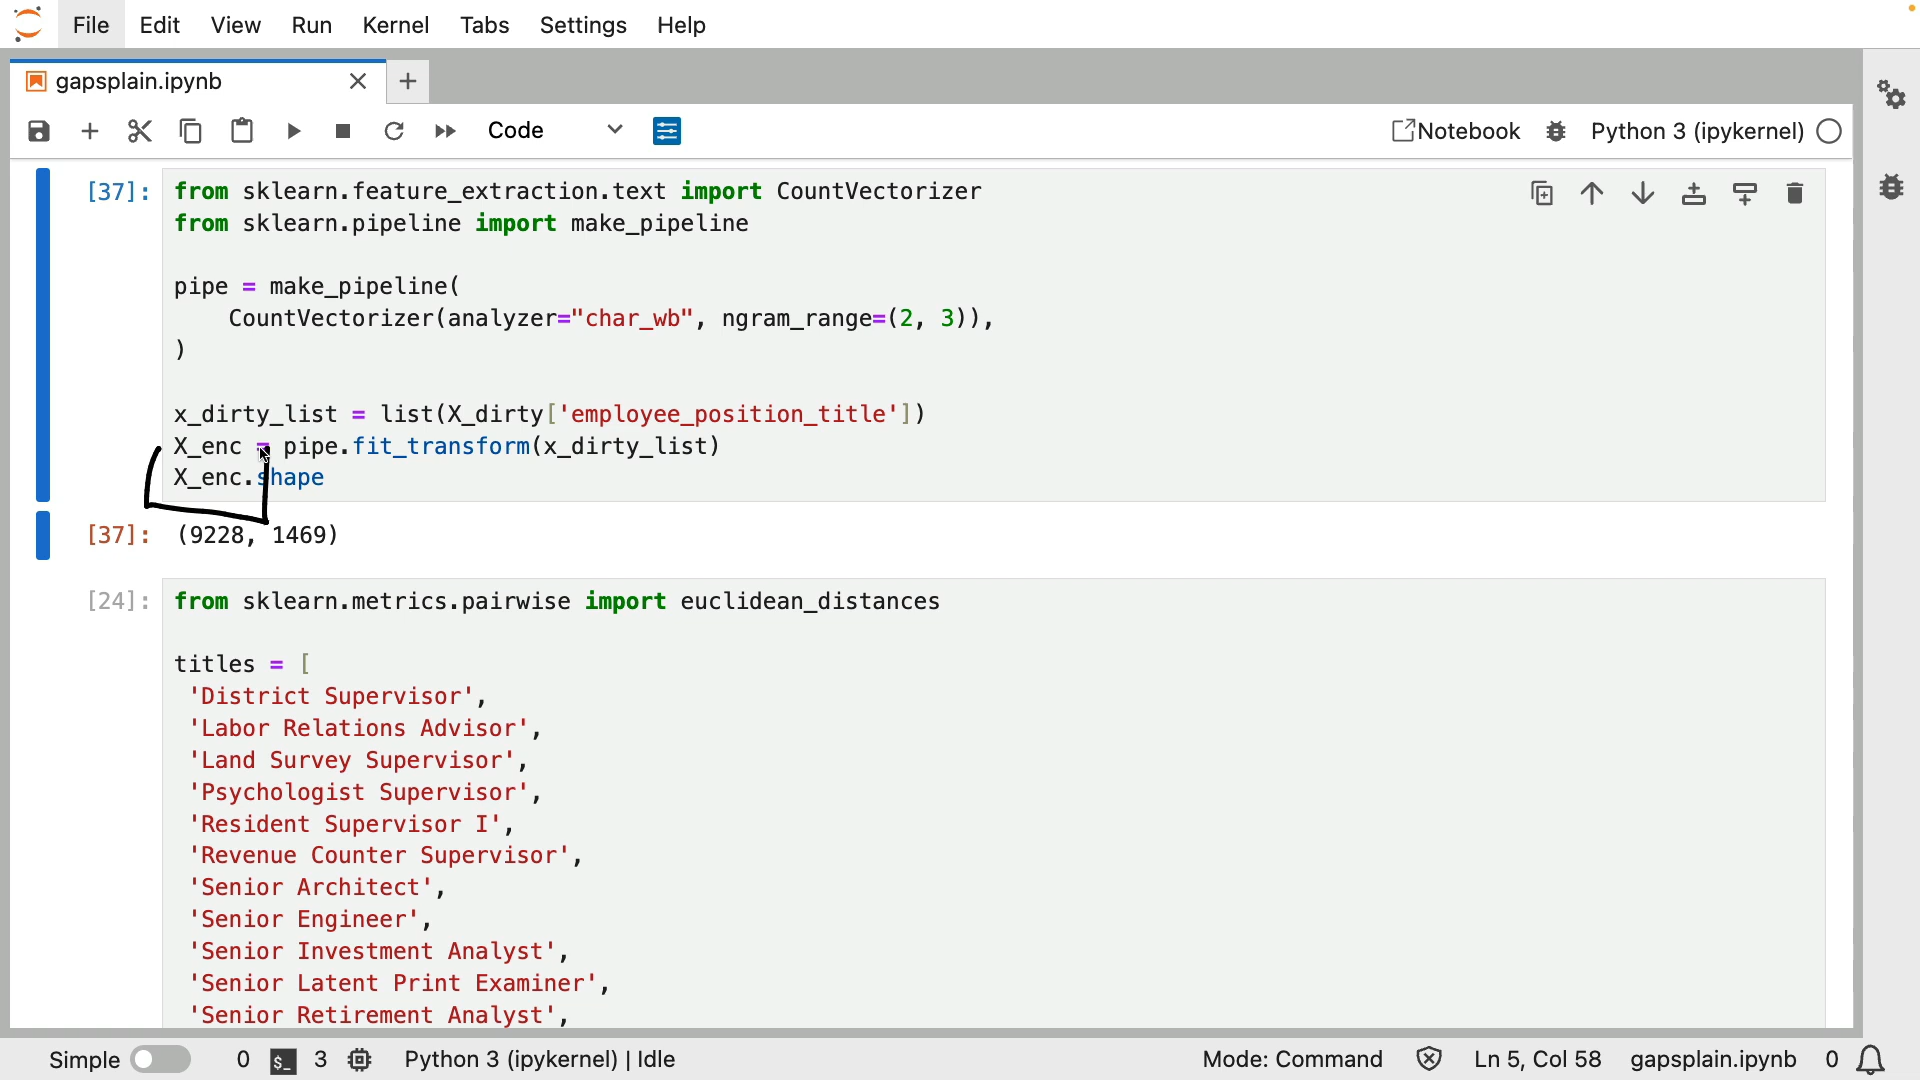 File Edit View Run Kernel Tabs Settings Help
gapsplain.ipynb
Code Notebook Python 3 (ipykernel)
[37]: from sklearn.feature_extraction.text import CountVectorizer
from sklearn.pipeline import make_pipeline
pipe = make_pipeline(
CountVectorizer(analyzer="char_wb", ngram_range=(2, 3)),
)
x_dirty_list = list(X_dirty['employee_position_title'])
X_enc = pipe.fit_transform(x_dirty_list)
X_enc.shape
[37]: (9228, 1469)
[24]: from sklearn.metrics.pairwise import euclidean_distances
titles = [
'District Supervisor',
'Labor Relations Advisor',
'Land Survey Supervisor',
'Psychologist Supervisor',
'Resident Supervisor I',
'Revenue Counter Supervisor',
'Senior Architect',
'Senior Engineer',
'Senior Investment Analyst',
'Senior Latent Print Examiner',
'Senior Retirement Analyst',
Simple 0 $_ 3 Python 3 (ipykernel) | Idle Mode: Command Ln 5, Col 58 gapsplain.ipynb 0